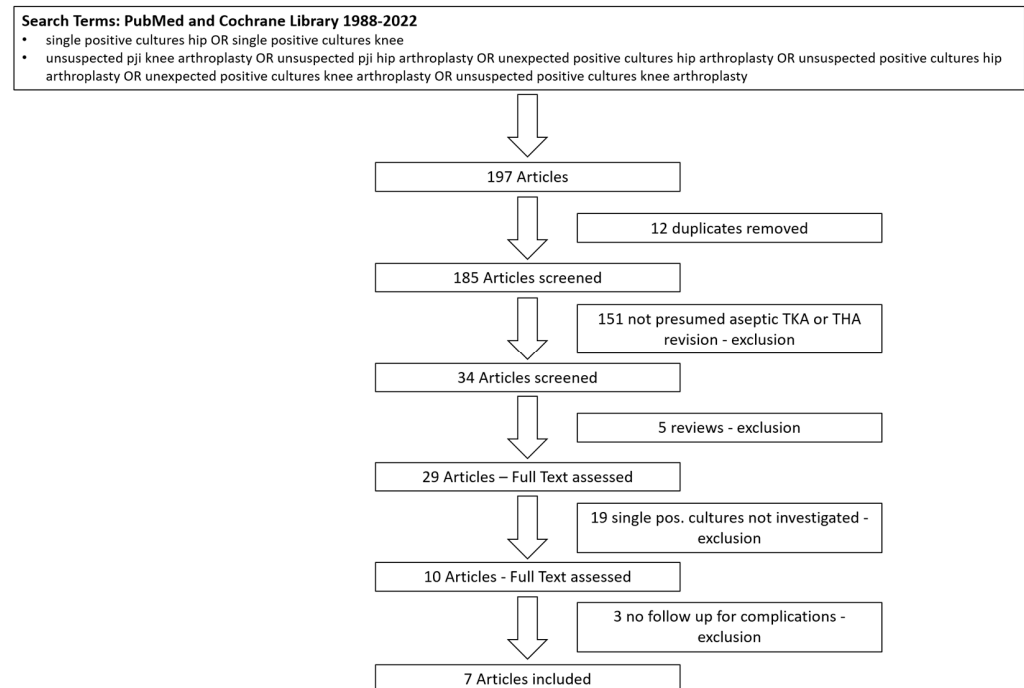 Search Terms: PubMed and Cochrane Library 1988-2022
• single positive cultures hip OR single positive cultures knee
• unsuspected pji knee arthroplasty OR unsuspected pji hip arthroplasty OR unexpected positive cultures hip arthroplasty OR unsuspected positive cultures hip
arthroplasty OR unexpected positive cultures knee arthroplasty OR unsuspected positive cultures knee arthroplasty
197 Articles
12 duplicates removed
185 Articles screened
151 not presumed aseptic TKA or THA
revision - exclusion
34 Articles screened
5 reviews - exclusion
29 Articles – Full Text assessed
19 single pos. cultures not investigated -
exclusion
10 Articles - Full Text assessed
3 no follow up for complications -
exclusion
7 Articles included